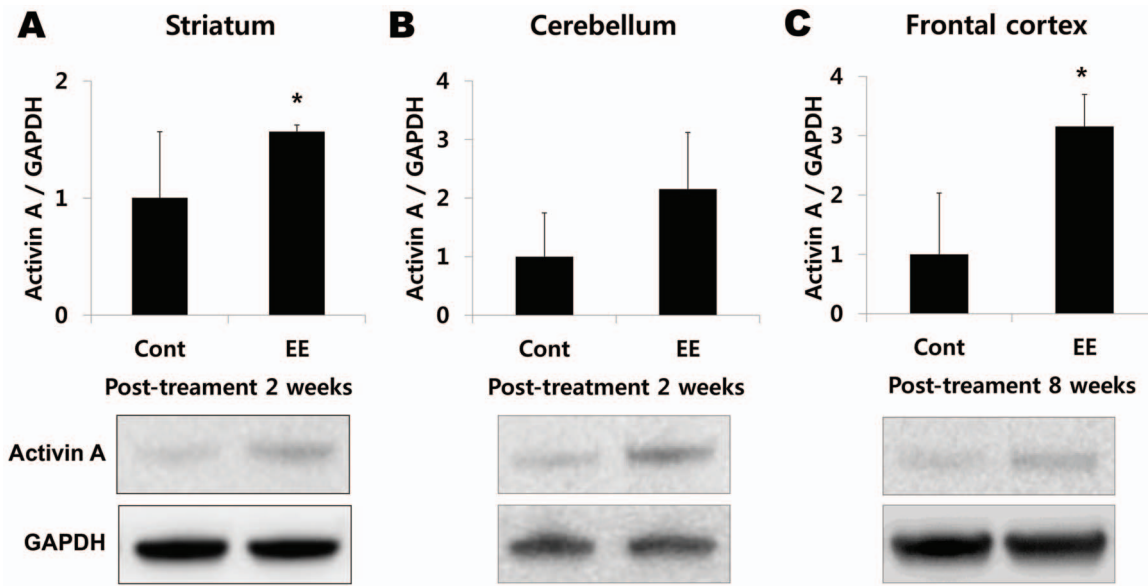 A Striatum
Activin A / GAPDH
2
*
1
0
Cont EE
Post-treament 2 weeks
B Cerebellum
Activin A / GAPDH
4
3
2
1
0
Cont EE
Post-treatment 2 weeks
C Frontal cortex
Activin A / GAPDH
4
*
3
2
1
0
Cont EE
Post-treament 8 weeks
Activin A
GAPDH